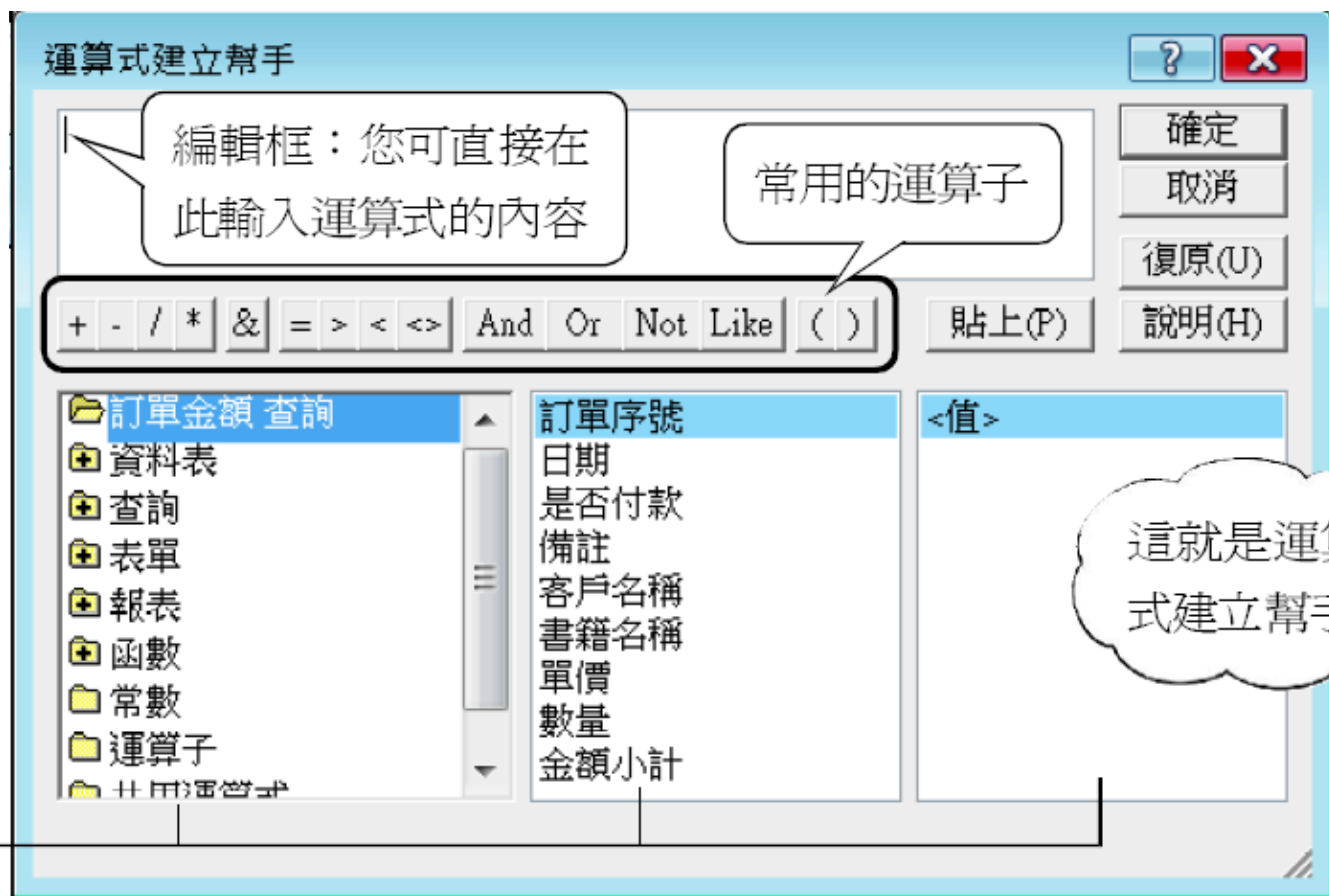 運算式建立幫手
編輯框：您可直接在
此輸入運算式的內容
常用的運算子
確定
取消
復原(U)
+ - / * & = > < <> And Or Not Like ( )
貼上(P)
說明(H)
訂單金額 查詢
資料表
查詢
表單
報表
函數
常數
運算子
訂單序號
日期
是否付款
備註
客戶名稱
書籍名稱
單價
數量
金額小計
<值>
這就是運算
式建立幫手